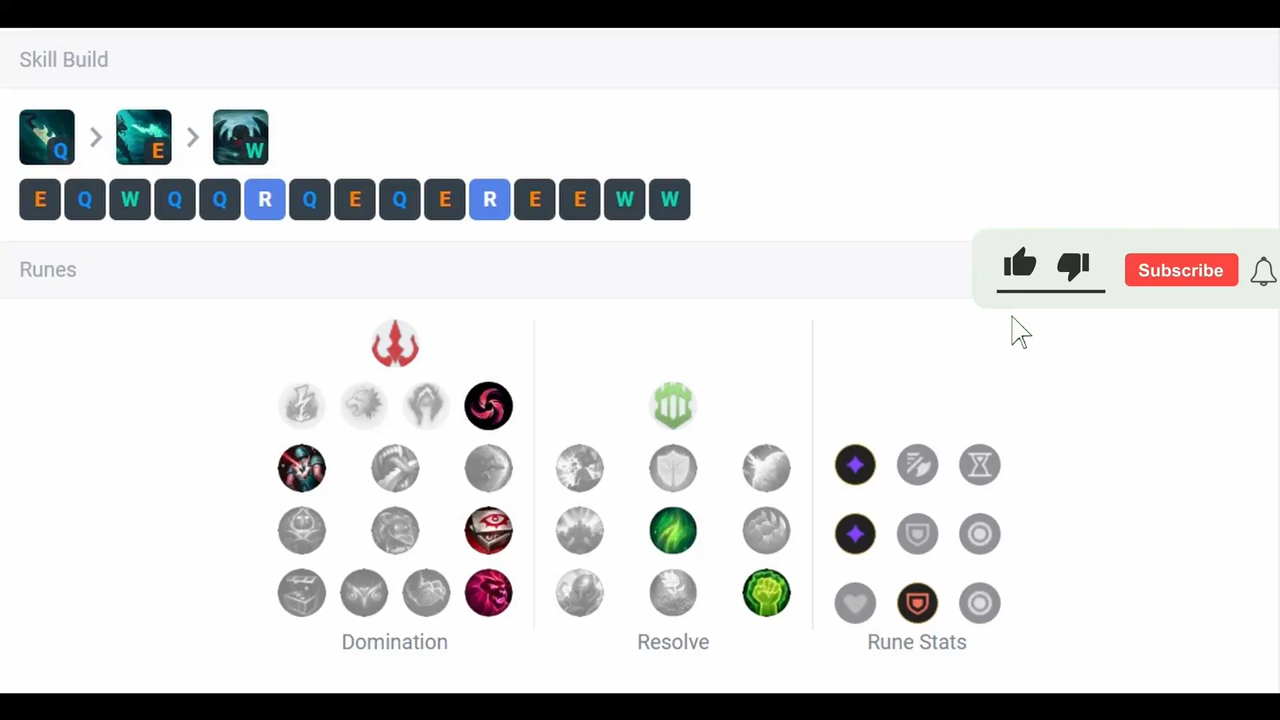 Skill Build
Q E W
E Q W Q Q R Q E Q E R E E W W
Subscribe
Runes
Domination Resolve Rune Stats